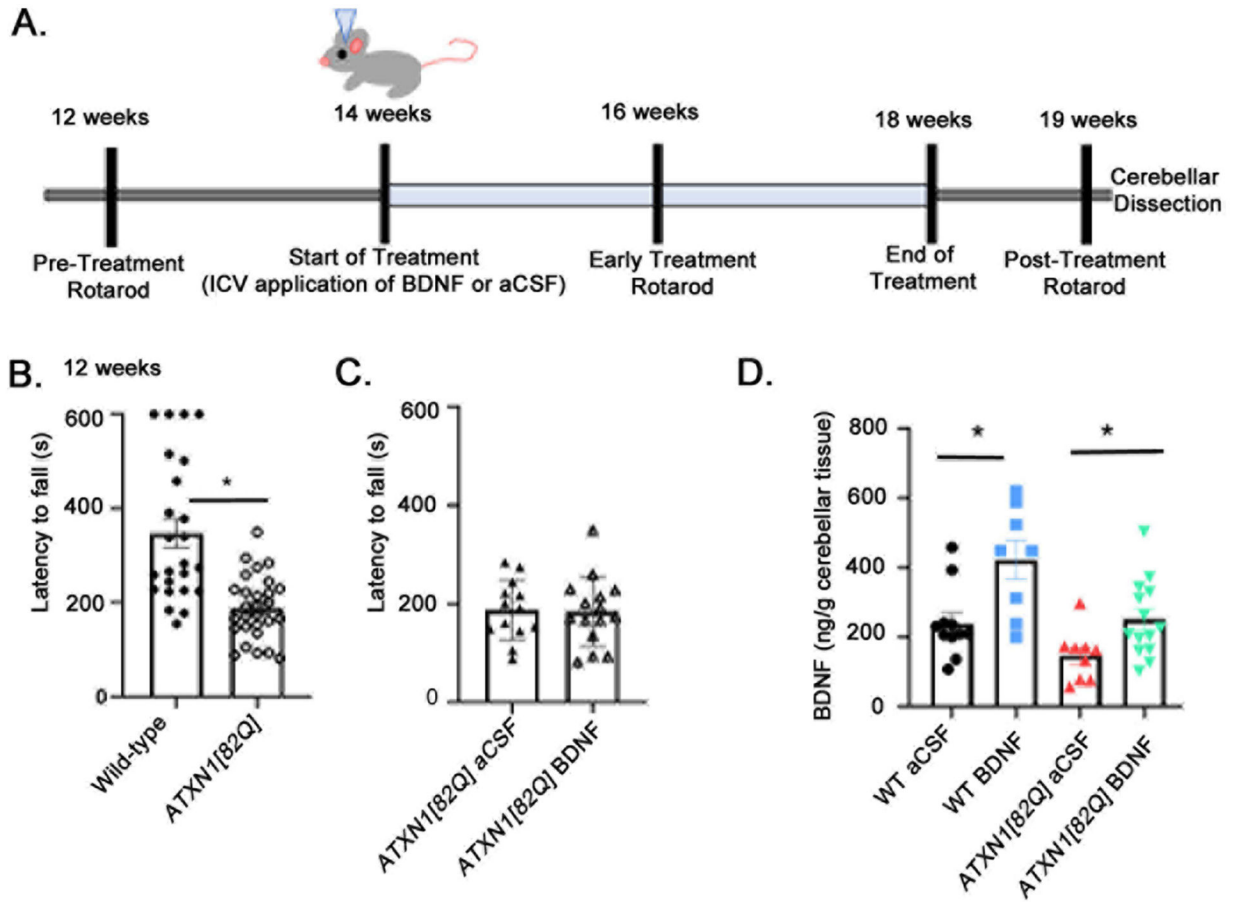 A.
12 weeks
14 weeks
16 weeks
18 weeks
19 weeks
Cerebellar
Dissection
Pre-Treatment
Rotarod
Start of Treatment
(ICV application of BDNF or aCSF)
Early Treatment
Rotarod
End of
Treatment
Post-Treatment
Rotarod
B.
12 weeks
Latency to fall (s)
600
400
200
0
*
Wild-type
ATXN1[82Q]
C.
Latency to fall (s)
600
400
200
0
ATXN1[82Q] aCSF
ATXN1[82Q] BDNF
D.
BDNF (ng/g cerebellar tissue)
800
600
400
200
0
*
*
WT aCSF
WT BDNF
ATXN1[82Q] aCSF
ATXN1[82Q] BDNF